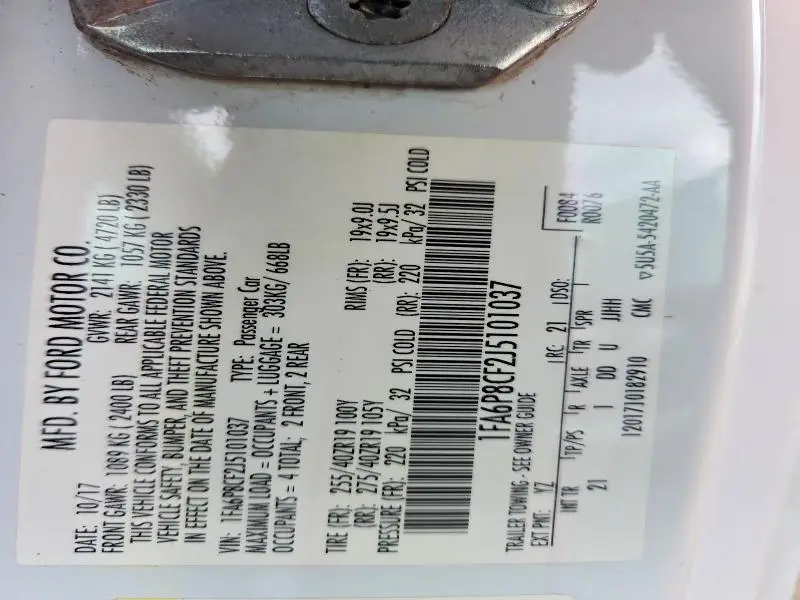 MFD. BY FORD MOTOR CO.
DATE: 10/17 GVWR: 2141 KG ( 4720 LB)
FRONT GAWR: 1089 KG ( 2400 LB) REAR GAWR: 1057 KG ( 2330 LB)
THIS VEHICLE CONFORMS TO ALL APPLICABLE FEDERAL MOTOR
VEHICLE SAFETY, BUMPER, AND THEFT PREVENTION STANDARDS
IN EFFECT ON THE DATE OF MANUFACTURE SHOWN ABOVE.
VIN: 1FA6P8CF2J5101037 TYPE: Passenger Car
MAXIMUM LOAD = OCCUPANTS + LUGGAGE = 303KG/ 668LB
OCCUPANTS = 4 TOTAL; 2 FRONT, 2 REAR
TIRE (FR): 255/40ZR19 100Y RIMS (FR): 19x9.0J
(RR): 275/40ZR19 105Y (RR): 19x9.5J
PRESSURE (FR): 220 kPa/ 32 PSI COLD (RR): 220 kPa/ 32 PSI COLD
1FA6P8CF2J5101037
TRAILER TOWING - SEE OWNER GUIDE F0084
EXT PNT: YZ RC: 21 DSO: R0076
INT TR TP/PS R AXLE TR SPR
21 I DD U JJHH
1201710182910 CMC ▽5U5A-5420472-AA